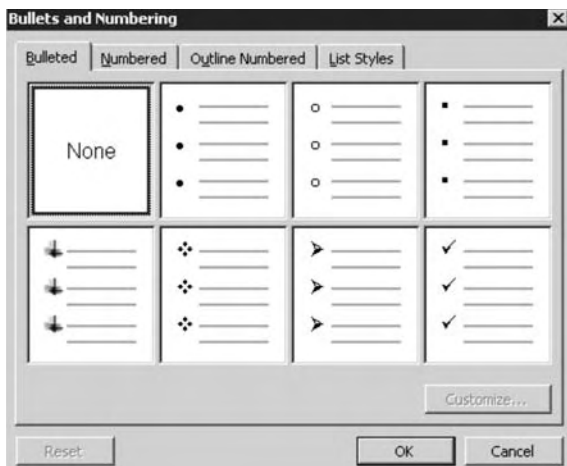 Bullets and Numbering
Bulleted Numbered Outline Numbered List Styles
None
Customize...
Reset OK Cancel